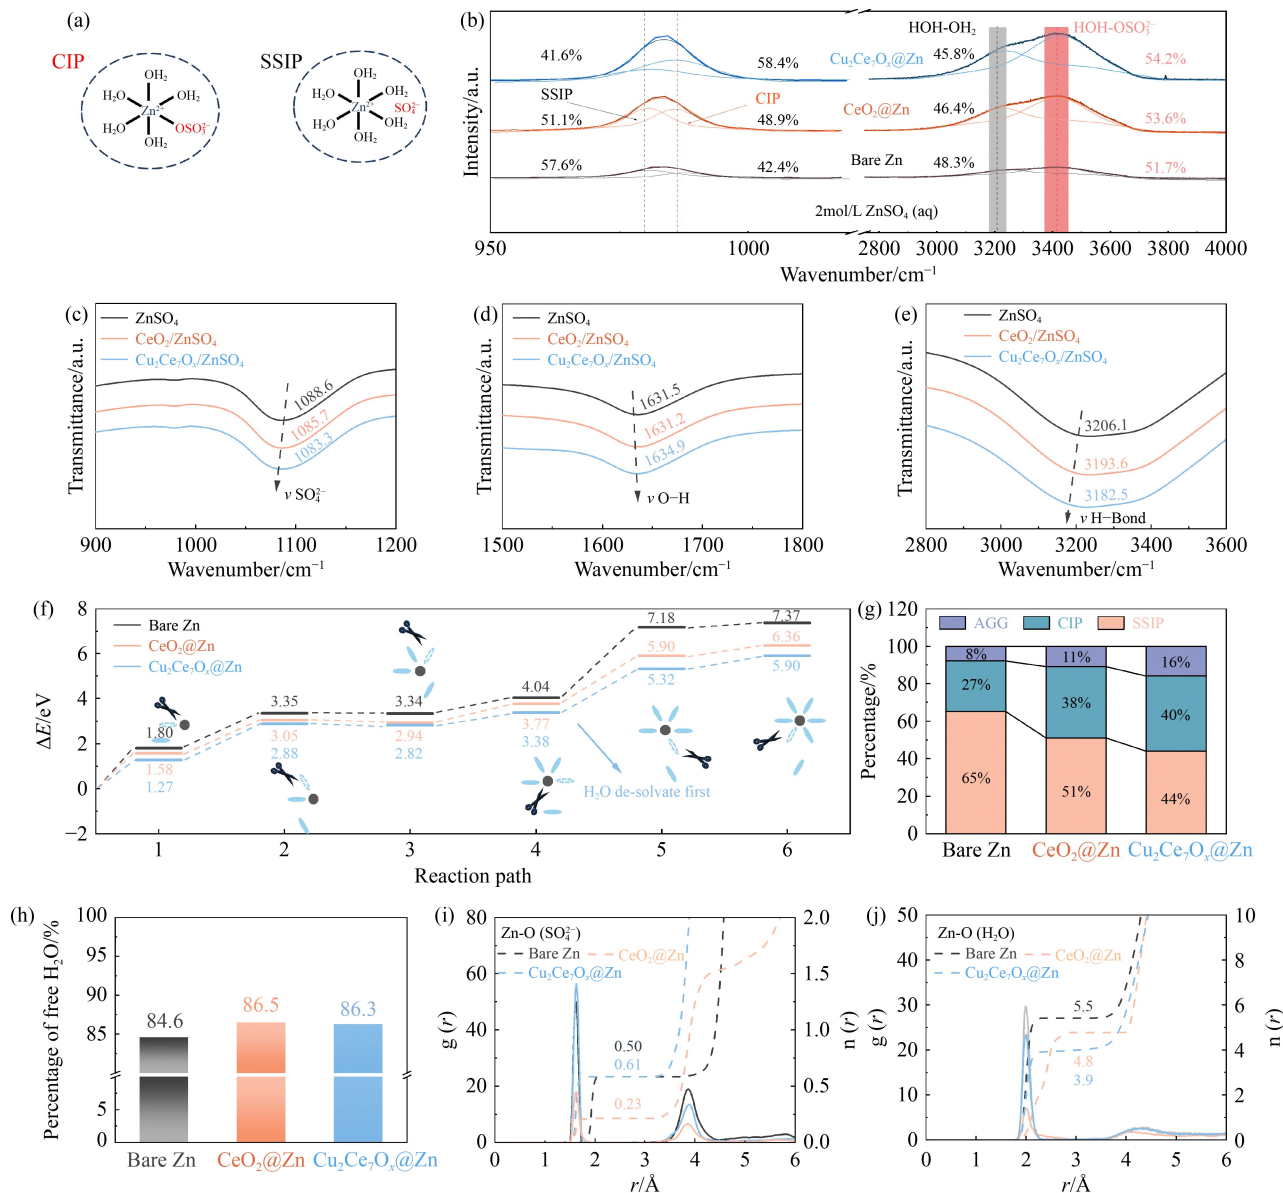 (a)
CIP
OH₂
H₂O
OH₂
Zn²⁺
H₂O
OSO₃²⁻
OH₂
SSIP
OH₂
H₂O
Zn²⁺
SO₄²⁻
H₂O
OH₂
OH₂
(b)
Intensity/a.u.
HOH-OH₂
HOH-OSO₃²⁻
41.6%
58.4%
Cu₂Ce₇Oₓ@Zn
45.8%
54.2%
SSIP
CIP
51.1%
48.9%
CeO₂@Zn
46.4%
53.6%
57.6%
42.4%
Bare Zn
48.3%
51.7%
2mol/L ZnSO₄ (aq)
950 1000 2800 3000 3200 3400 3600 3800 4000
Wavenumber/cm⁻¹
(c)
Transmittance/a.u.
ZnSO₄
CeO₂/ZnSO₄
Cu₂Ce₇Oₓ/ZnSO₄
1088.6
1085.7
1083.3
ν SO₄²⁻
900 1000 1100 1200
Wavenumber/cm⁻¹
(d)
Transmittance/a.u.
ZnSO₄
CeO₂/ZnSO₄
Cu₂Ce₇Oₓ/ZnSO₄
1631.5
1631.2
1634.9
ν O−H
1500 1600 1700 1800
Wavenumber/cm⁻¹
(e)
Transmittance/a.u.
ZnSO₄
CeO₂/ZnSO₄
Cu₂Ce₇Oₓ/ZnSO₄
3206.1
3193.6
3182.5
ν H−Bond
2800 3000 3200 3400 3600
Wavenumber/cm⁻¹
(f)
ΔE/eV
8
6
4
2
0
−2
Bare Zn
CeO₂@Zn
Cu₂Ce₇Oₓ@Zn
1.80
1.58
1.27
3.35
3.05
2.88
3.34
2.94
2.82
4.04
3.77
3.38
7.18
5.90
5.32
7.37
6.36
5.90
H₂O de-solvate first
1 2 3 4 5 6
Reaction path
(g)
Percentage/%
120
100
80
60
40
20
0
AGG CIP SSIP
8% 11% 16%
27% 38% 40%
65% 51% 44%
Bare Zn CeO₂@Zn Cu₂Ce₇Oₓ@Zn
(h)
Percentage of free H₂O/%
100
95
90
85
5
0
84.6 86.5 86.3
Bare Zn CeO₂@Zn Cu₂Ce₇Oₓ@Zn
(i)
g (r)
80
60
40
20
0
Zn-O (SO₄²⁻)
Bare Zn CeO₂@Zn
Cu₂Ce₇Oₓ@Zn
0.50
0.61
0.23
2.0
1.5
1.0
0.5
0.0
n (r)
0 1 2 3 4 5 6
r/Å
(j)
g (r)
50
40
30
20
10
0
Zn-O (H₂O)
Bare Zn CeO₂@Zn
Cu₂Ce₇Oₓ@Zn
5.5
4.8
3.9
10
8
6
4
2
0
n (r)
0 1 2 3 4 5 6
r/Å